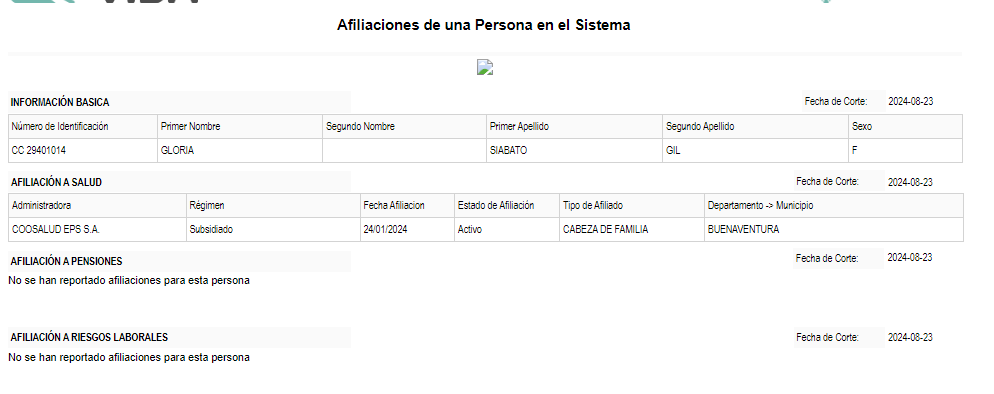 Afiliaciones de una Persona en el Sistema
INFORMACIÓN BASICA Fecha de Corte: 2024-08-23
Número de Identificación Primer Nombre Segundo Nombre Primer Apellido Segundo Apellido Sexo
CC 29401014 GLORIA SIABATO GIL F
AFILIACIÓN A SALUD Fecha de Corte: 2024-08-23
Administradora Régimen Fecha Afiliacion Estado de Afiliación Tipo de Afiliado Departamento -> Municipio
COOSALUD EPS S.A. Subsidiado 24/01/2024 Activo CABEZA DE FAMILIA BUENAVENTURA
AFILIACIÓN A PENSIONES Fecha de Corte: 2024-08-23
No se han reportado afiliaciones para esta persona
AFILIACIÓN A RIESGOS LABORALES Fecha de Corte: 2024-08-23
No se han reportado afiliaciones para esta persona